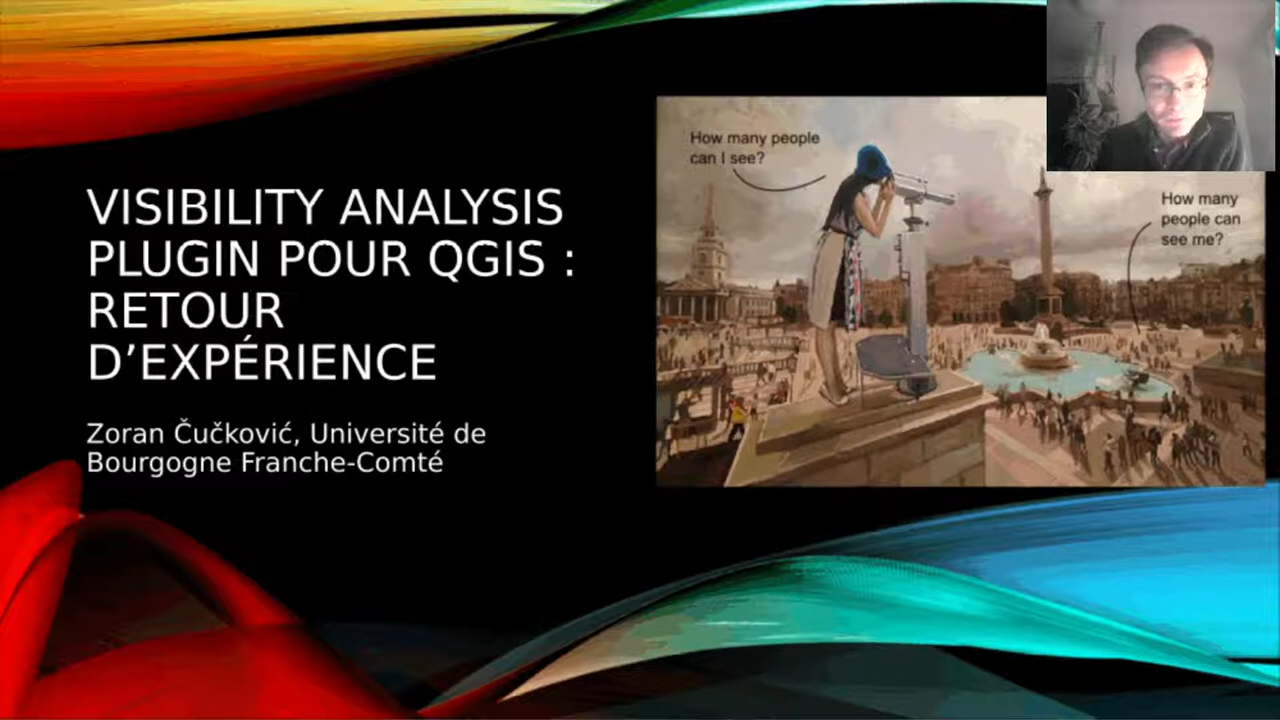 VISIBILITY ANALYSIS
PLUGIN POUR QGIS :
RETOUR
D’EXPÉRIENCE
Zoran Čučković, Université de
Bourgogne Franche-Comté
How many people
can I see?
How many
people can
see me?